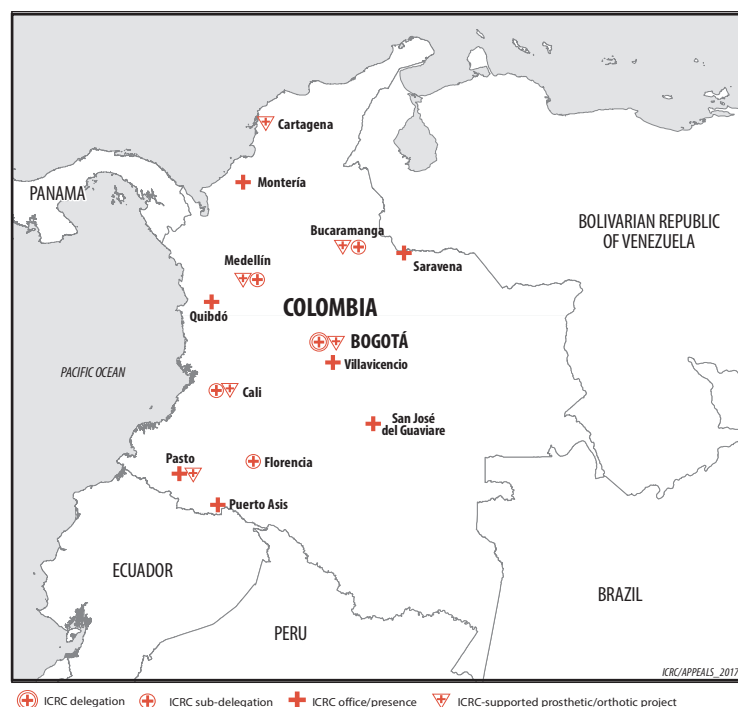 Cartagena
PANAMA
Montería
BOLIVARIAN REPUBLIC
OF VENEZUELA
Bucaramanga
Medellín
Saravena
COLOMBIA
Quibdó
BOGOTÁ
Villavicencio
PACIFIC OCEAN
Cali
San José
del Guaviare
Pasto
Florencia
Puerto Asis
ECUADOR
BRAZIL
PERU
ICRC/APPEALS_2017
ICRC delegation ICRC sub-delegation ICRC office/presence ICRC-supported prosthetic/orthotic project